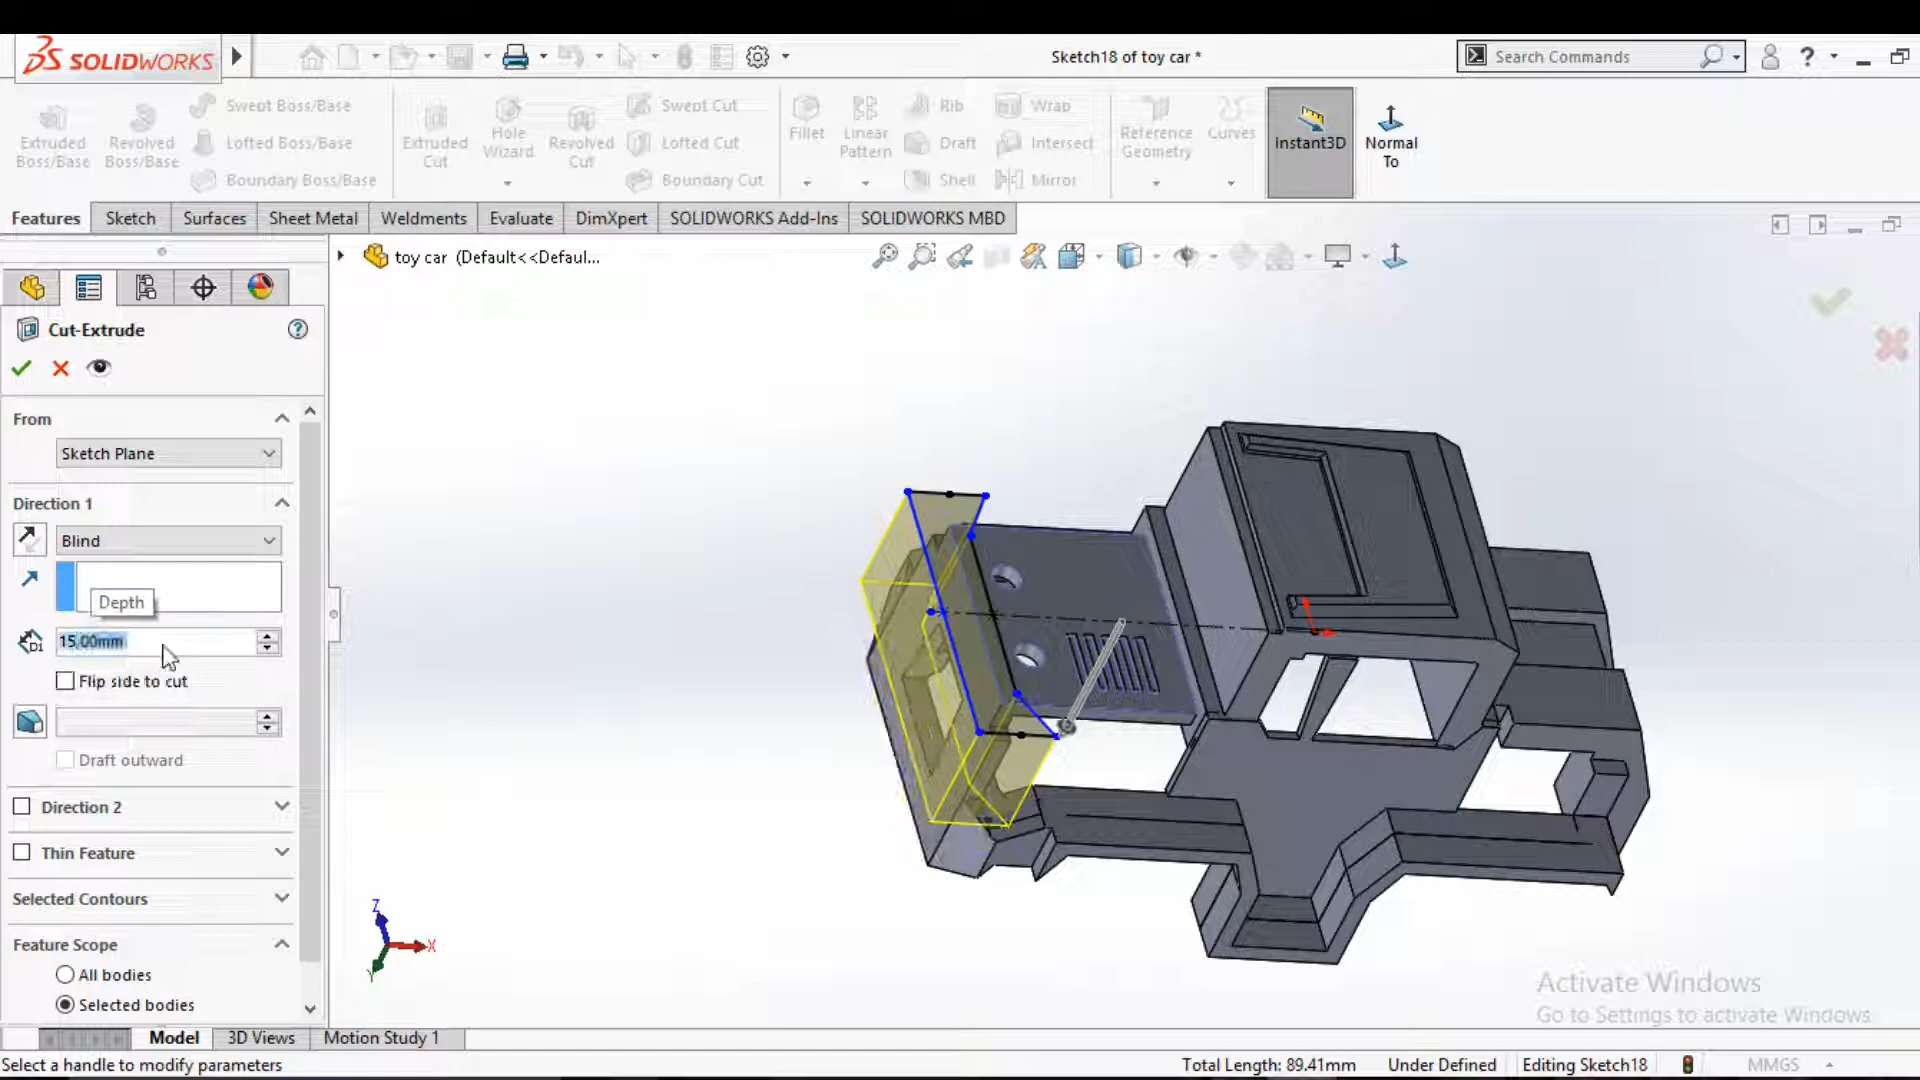 SOLIDWORKS
Sketch18 of toy car *
Search Commands
Extruded Boss/Base
Revolved Boss/Base
Swept Boss/Base
Lofted Boss/Base
Boundary Boss/Base
Extruded Cut
Hole Wizard
Revolved Cut
Swept Cut
Lofted Cut
Boundary Cut
Fillet
Linear Pattern
Rib
Draft
Shell
Wrap
Intersect
Mirror
Reference Geometry
Curves
Instant3D
Normal To
Features
Sketch
Surfaces
Sheet Metal
Weldments
Evaluate
DimXpert
SOLIDWORKS Add-Ins
SOLIDWORKS MBD
toy car (Default<<Defaul...
Cut-Extrude
From
Sketch Plane
Direction 1
Blind
Depth
D1
15.00mm
Flip side to cut
Draft outward
Direction 2
Thin Feature
Selected Contours
Feature Scope
All bodies
Selected bodies
Z
X
Y
Activate Windows
Go to Settings to activate Windows.
Model
3D Views
Motion Study 1
Select a handle to modify parameters
Total Length: 89.41mm
Under Defined
Editing Sketch18
MMGS